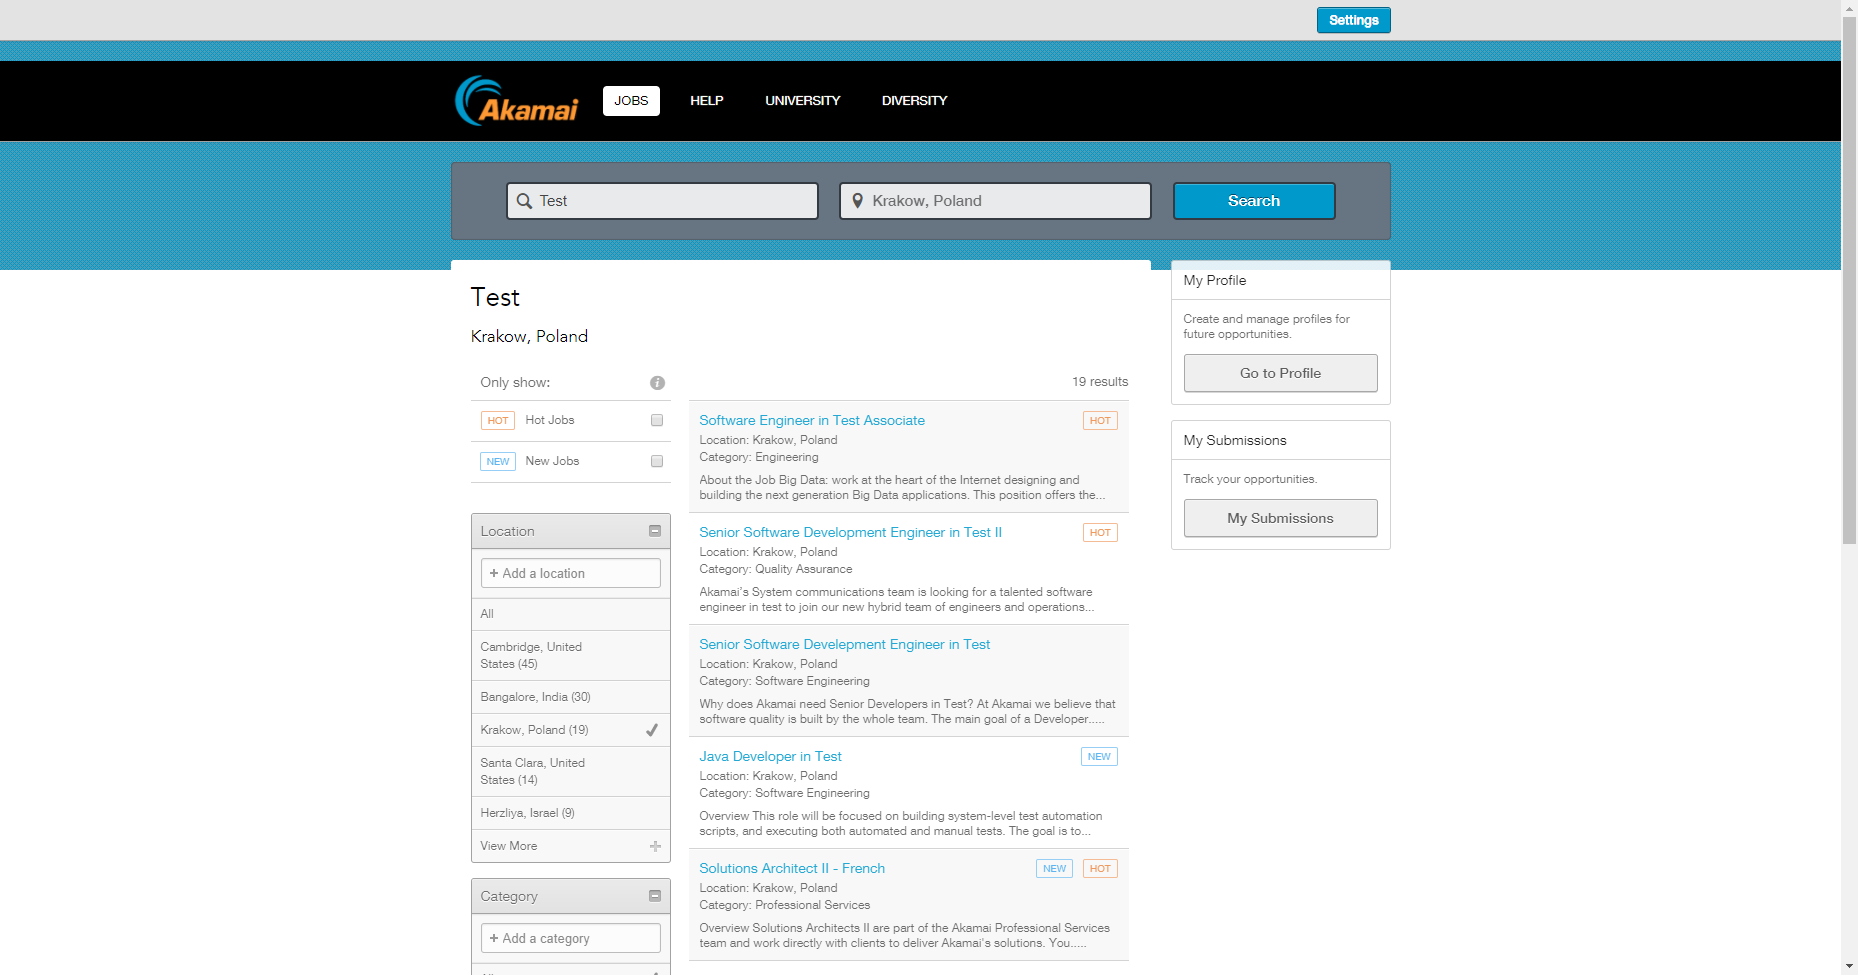 Settings
Akamai
JOBS
HELP
UNIVERSITY
DIVERSITY
Test
Krakow, Poland
Search
Test
Krakow, Poland
Only show:
HOT Hot Jobs
NEW New Jobs
Location
+ Add a location
All
Cambridge, United
States (45)
Bangalore, India (30)
Krakow, Poland (19)
Santa Clara, United
States (14)
Herzliya, Israel (9)
View More
Category
+ Add a category
19 results
Software Engineer in Test Associate HOT
Location: Krakow, Poland
Category: Engineering
About the Job Big Data: work at the heart of the Internet designing and
building the next generation Big Data applications. This position offers the...
Senior Software Development Engineer in Test II HOT
Location: Krakow, Poland
Category: Quality Assurance
Akamai's System communications team is looking for a talented software
engineer in test to join our new hybrid team of engineers and operations...
Senior Software Develepment Engineer in Test
Location: Krakow, Poland
Category: Software Engineering
Why does Akamai need Senior Developers in Test? At Akamai we believe that
software quality is built by the whole team. The main goal of a Developer.....
Java Developer in Test NEW
Location: Krakow, Poland
Category: Software Engineering
Overview This role will be focused on building system-level test automation
scripts, and executing both automated and manual tests. The goal is to...
Solutions Architect II - French NEW HOT
Location: Krakow, Poland
Category: Professional Services
Overview Solutions Architects II are part of the Akamai Professional Services
team and work directly with clients to deliver Akamai's solutions. You.....
My Profile
Create and manage profiles for
future opportunities.
Go to Profile
My Submissions
Track your opportunities.
My Submissions